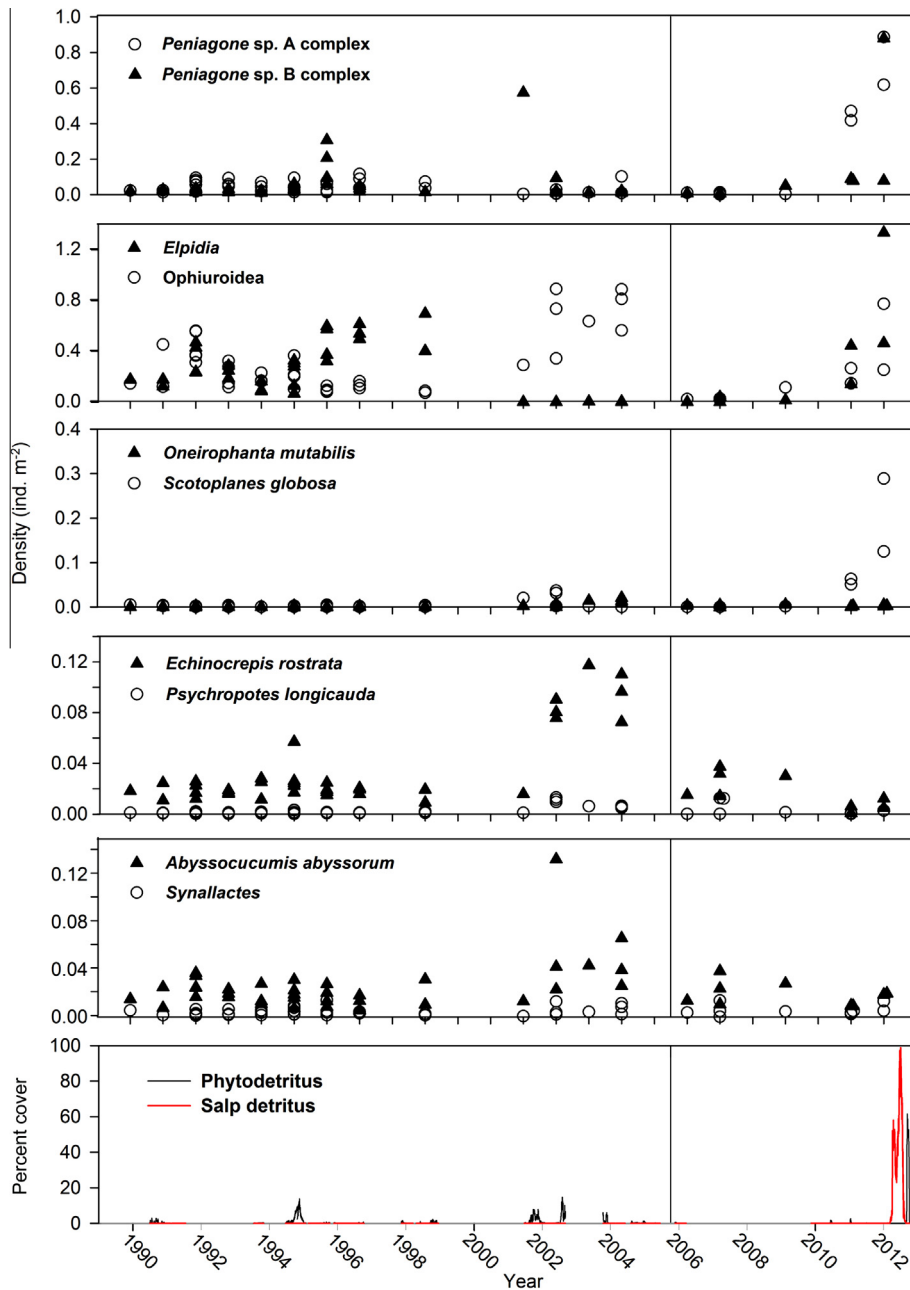 1.0
0.8
0.6
0.4
0.2
0.0
Peniagone sp. A complex
Peniagone sp. B complex
1.2
0.8
0.4
0.0
Elpidia
Ophiuroidea
Density (ind. m-2)
0.4
0.3
0.2
0.1
0.0
Oneirophanta mutabilis
Scotoplanes globosa
0.12
0.08
0.04
0.00
Echinocrepis rostrata
Psychropotes longicauda
0.12
0.08
0.04
0.00
Abyssocucumis abyssorum
Synallactes
Percent cover
100
80
60
40
20
0
Phytodetritus
Salp detritus
1990 1992 1994 1996 1998 2000 2002 2004 2006 2008 2010 2012
Year